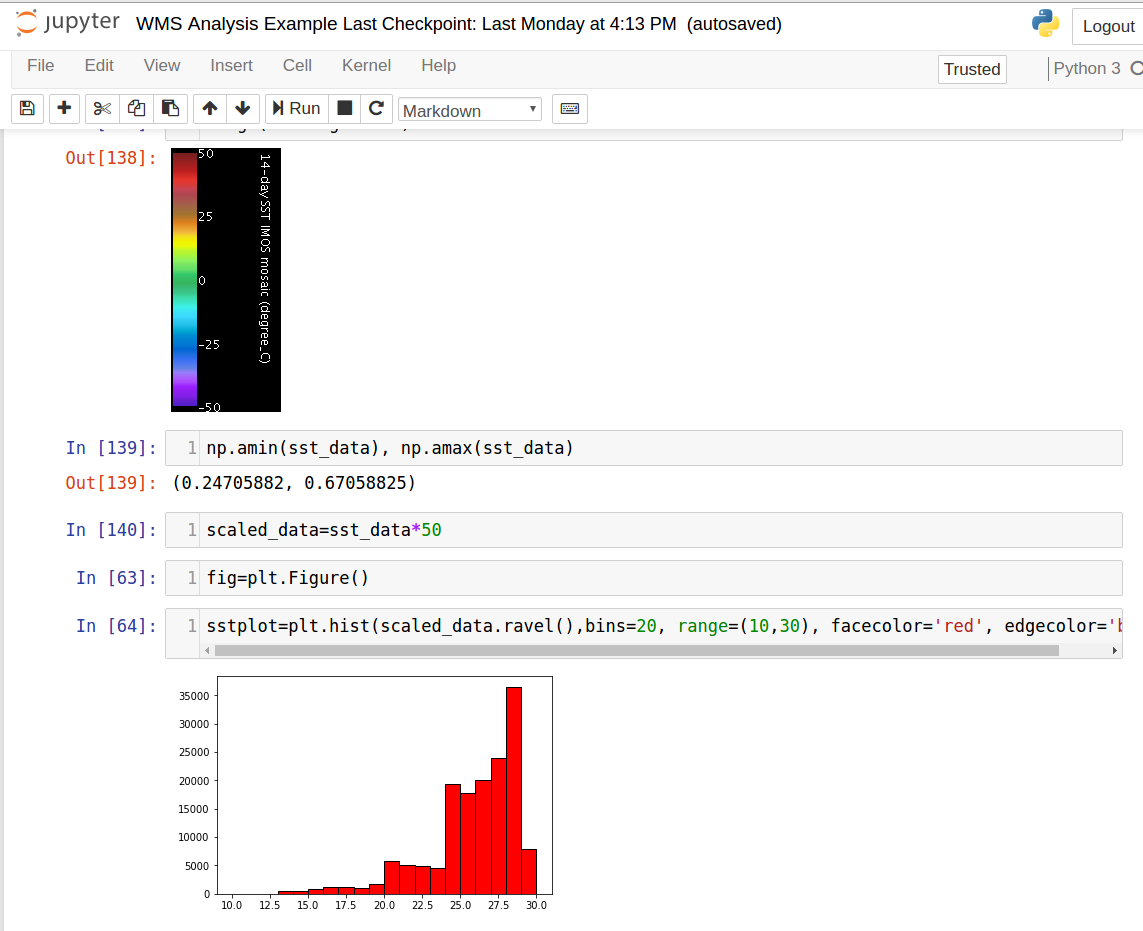 jupyter WMS Analysis Example Last Checkpoint: Last Monday at 4:13 PM (autosaved) Logout
File Edit View Insert Cell Kernel Help Trusted Python 3
Run Markdown
Out[138]:
50
25
0
-25
-50
14-day SST IMOS mosaic (degree_C)
In [139]: 1 np.amin(sst_data), np.amax(sst_data)
Out[139]: (0.24705882, 0.67058825)
In [140]: 1 scaled_data=sst_data*50
In [63]: 1 fig=plt.Figure()
In [64]: 1 sstplot=plt.hist(scaled_data.ravel(),bins=20, range=(10,30), facecolor='red', edgecolor='b
35000
30000
25000
20000
15000
10000
5000
0
10.0 12.5 15.0 17.5 20.0 22.5 25.0 27.5 30.0